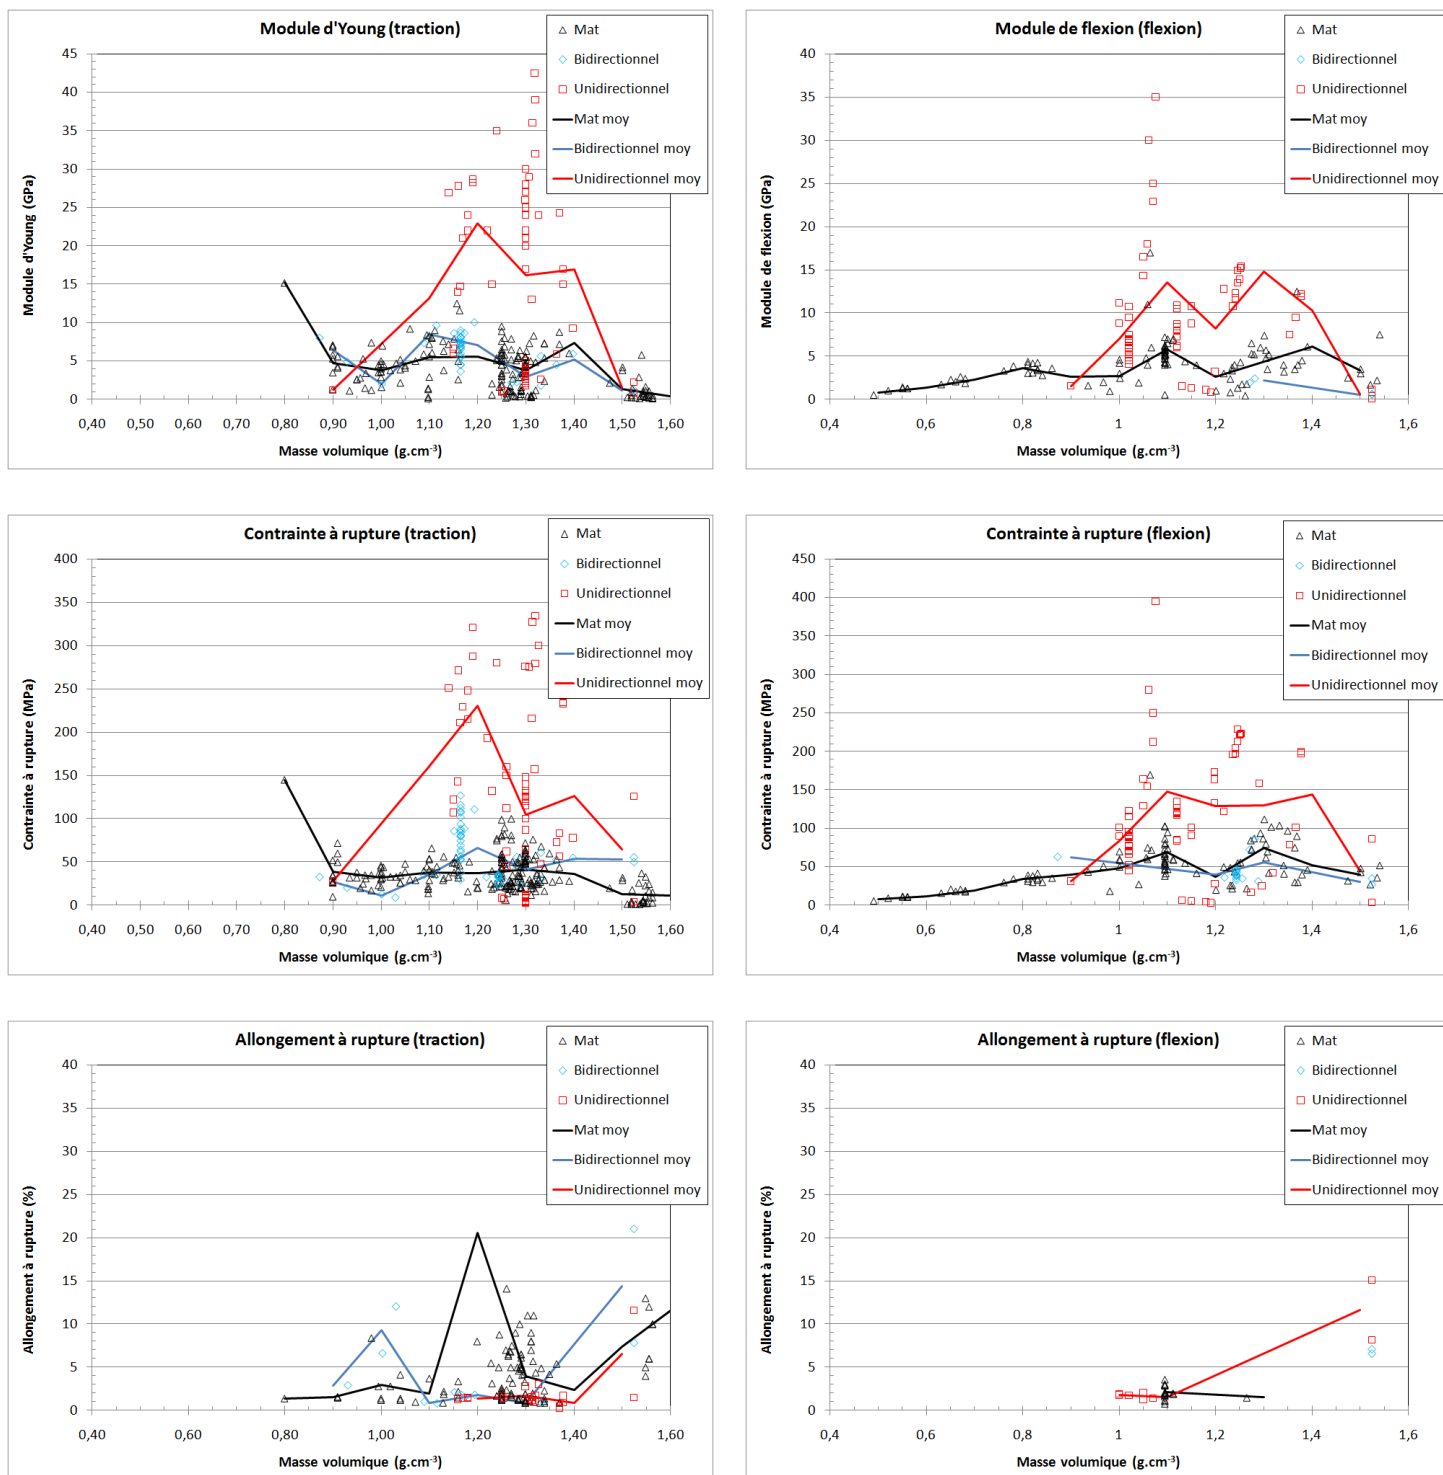 Module d'Young (traction)
Mat
Bidirectionnel
Unidirectionnel
Mat moy
Bidirectionnel moy
Unidirectionnel moy
45
40
35
30
25
20
15
10
5
0
Module d'Young (GPa)
0,40 0,50 0,60 0,70 0,80 0,90 1,00 1,10 1,20 1,30 1,40 1,50 1,60
Masse volumique (g.cm⁻³)
Module de flexion (flexion)
Mat
Bidirectionnel
Unidirectionnel
Mat moy
Bidirectionnel moy
Unidirectionnel moy
40
35
30
25
20
15
10
5
0
Module de flexion (GPa)
0,4 0,6 0,8 1 1,2 1,4 1,6
Masse volumique (g.cm⁻³)
Contrainte à rupture (traction)
Mat
Bidirectionnel
Unidirectionnel
Mat moy
Bidirectionnel moy
Unidirectionnel moy
400
350
300
250
200
150
100
50
0
Contrainte à rupture (MPa)
0,40 0,50 0,60 0,70 0,80 0,90 1,00 1,10 1,20 1,30 1,40 1,50 1,60
Masse volumique (g.cm⁻³)
Contrainte à rupture (flexion)
Mat
Bidirectionnel
Unidirectionnel
Mat moy
Bidirectionnel moy
Unidirectionnel moy
450
400
350
300
250
200
150
100
50
0
Contrainte à rupture (MPa)
0,4 0,6 0,8 1 1,2 1,4 1,6
Masse volumique (g.cm⁻³)
Allongement à rupture (traction)
Mat
Bidirectionnel
Unidirectionnel
Mat moy
Bidirectionnel moy
Unidirectionnel moy
40
35
30
25
20
15
10
5
0
Allongement à rupture (%)
0,40 0,50 0,60 0,70 0,80 0,90 1,00 1,10 1,20 1,30 1,40 1,50 1,60
Masse volumique (g.cm⁻³)
Allongement à rupture (flexion)
Mat
Bidirectionnel
Unidirectionnel
Mat moy
Bidirectionnel moy
Unidirectionnel moy
40
35
30
25
20
15
10
5
0
Allongement à rupture (%)
0,4 0,6 0,8 1 1,2 1,4 1,6
Masse volumique (g.cm⁻³)